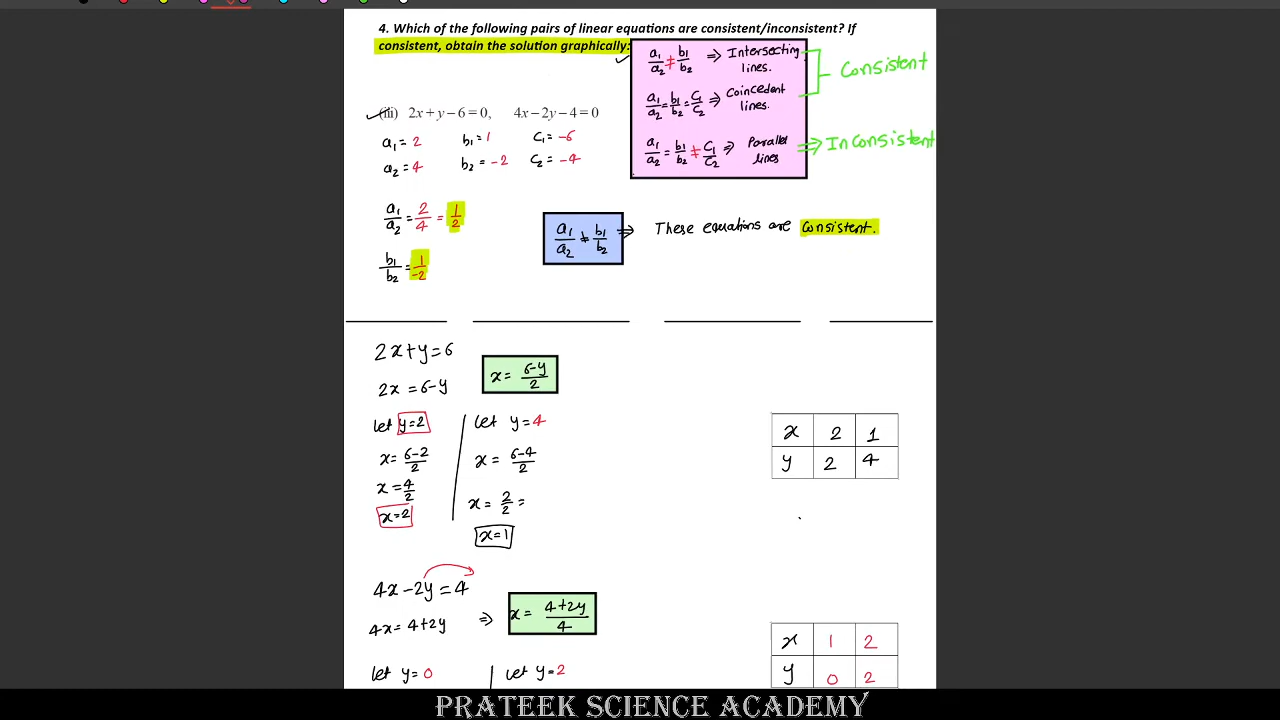 4. Which of the following pairs of linear equations are consistent/inconsistent? If
consistent, obtain the solution graphically:
a₁/a₂ ≠ b₁/b₂ ⇒ Intersecting lines.
a₁/a₂ = b₁/b₂ = c₁/c₂ ⇒ Coincedant lines.
Consistent
a₁/a₂ = b₁/b₂ ≠ c₁/c₂ ⇒ Parallel lines
⇒ Inconsistent
(iii) 2x + y – 6 = 0, 4x – 2y – 4 = 0
a₁ = 2 b₁ = 1 c₁ = -6
a₂ = 4 b₂ = -2 c₂ = -4
a₁/a₂ = 2/4 = 1/2
b₁/b₂ = 1/-2
a₁/a₂ ≠ b₁/b₂ ⇒ These equations are consistent.
2x+y=6
2x = 6-y
x = 6-y/2
let y=2
x = 6-2/2
x = 4/2
x=2
let y=4
x = 6-4/2
x = 2/2 =
x=1
x 2 1
y 2 4
4x-2y=4
4x = 4+2y ⇒ x = 4+2y/4
let y=0
let y=2
x 1 2
y 0 2
PRATEEK SCIENCE ACADEMY